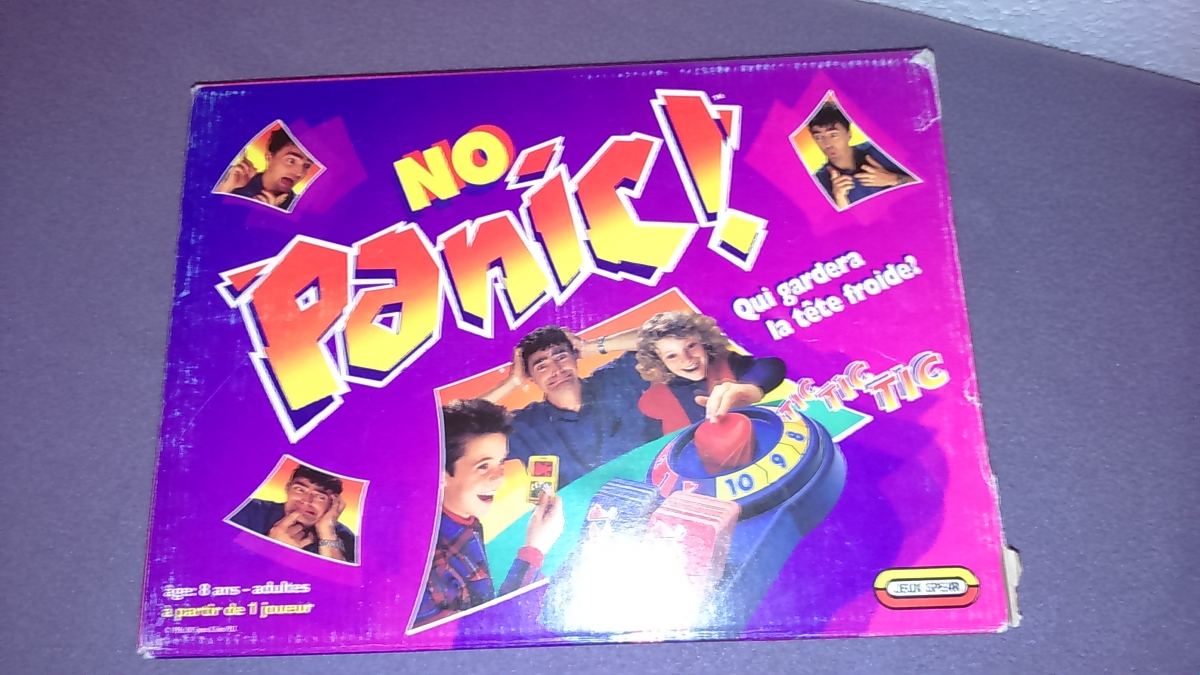 NO
Panic!
TM
Qui gardera
la tête froide?
TIC TIC TIC
10 9 8
âge: 8 ans - adultes
à partir de 1 joueur
JEUX SPEAR